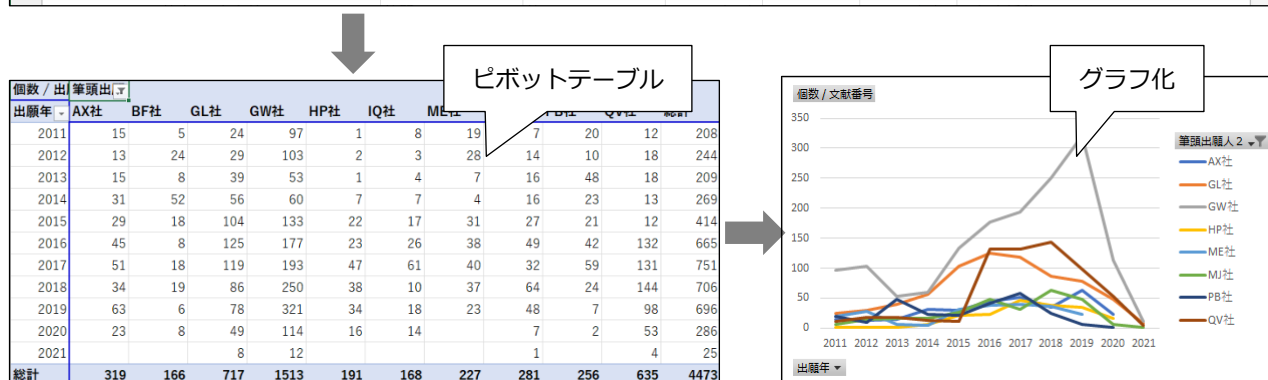 ピボットテーブル
個数 / 出 筆頭出
出願年 AX社 BF社 GL社 GW社 HP社 IQ社 ME社 PB社 QV社 総計
2011 15 5 24 97 1 8 19 7 20 12 208
2012 13 24 29 103 2 3 28 14 10 18 244
2013 15 8 39 53 1 4 7 16 48 18 209
2014 31 52 56 60 7 7 4 16 23 13 269
2015 29 18 104 133 22 17 31 27 21 12 414
2016 45 8 125 177 23 26 38 49 42 132 665
2017 51 18 119 193 47 61 40 32 59 131 751
2018 34 19 86 250 38 10 37 64 24 144 706
2019 63 6 78 321 34 18 23 48 7 98 696
2020 23 8 49 114 16 14 7 2 53 286
2021 8 12 1 4 25
総計 319 166 717 1513 191 168 227 281 256 635 4473
グラフ化
個数 / 文献番号
350
300
250
200
150
100
50
0
2011 2012 2013 2014 2015 2016 2017 2018 2019 2020 2021
出願年
筆頭出願人2
AX社
GL社
GW社
HP社
ME社
MJ社
PB社
QV社